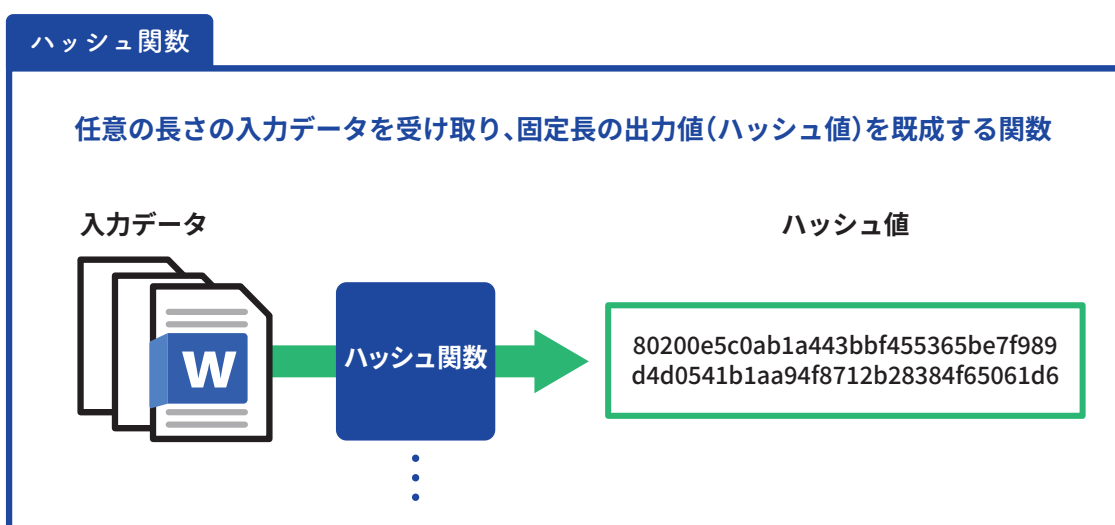 ハッシュ関数
任意の長さの入力データを受け取り、固定長の出力値（ハッシュ値）を既成する関数
入力データ
ハッシュ値
W
ハッシュ関数
80200e5c0ab1a443bbf455365be7f989
d4d0541b1aa94f8712b28384f65061d6